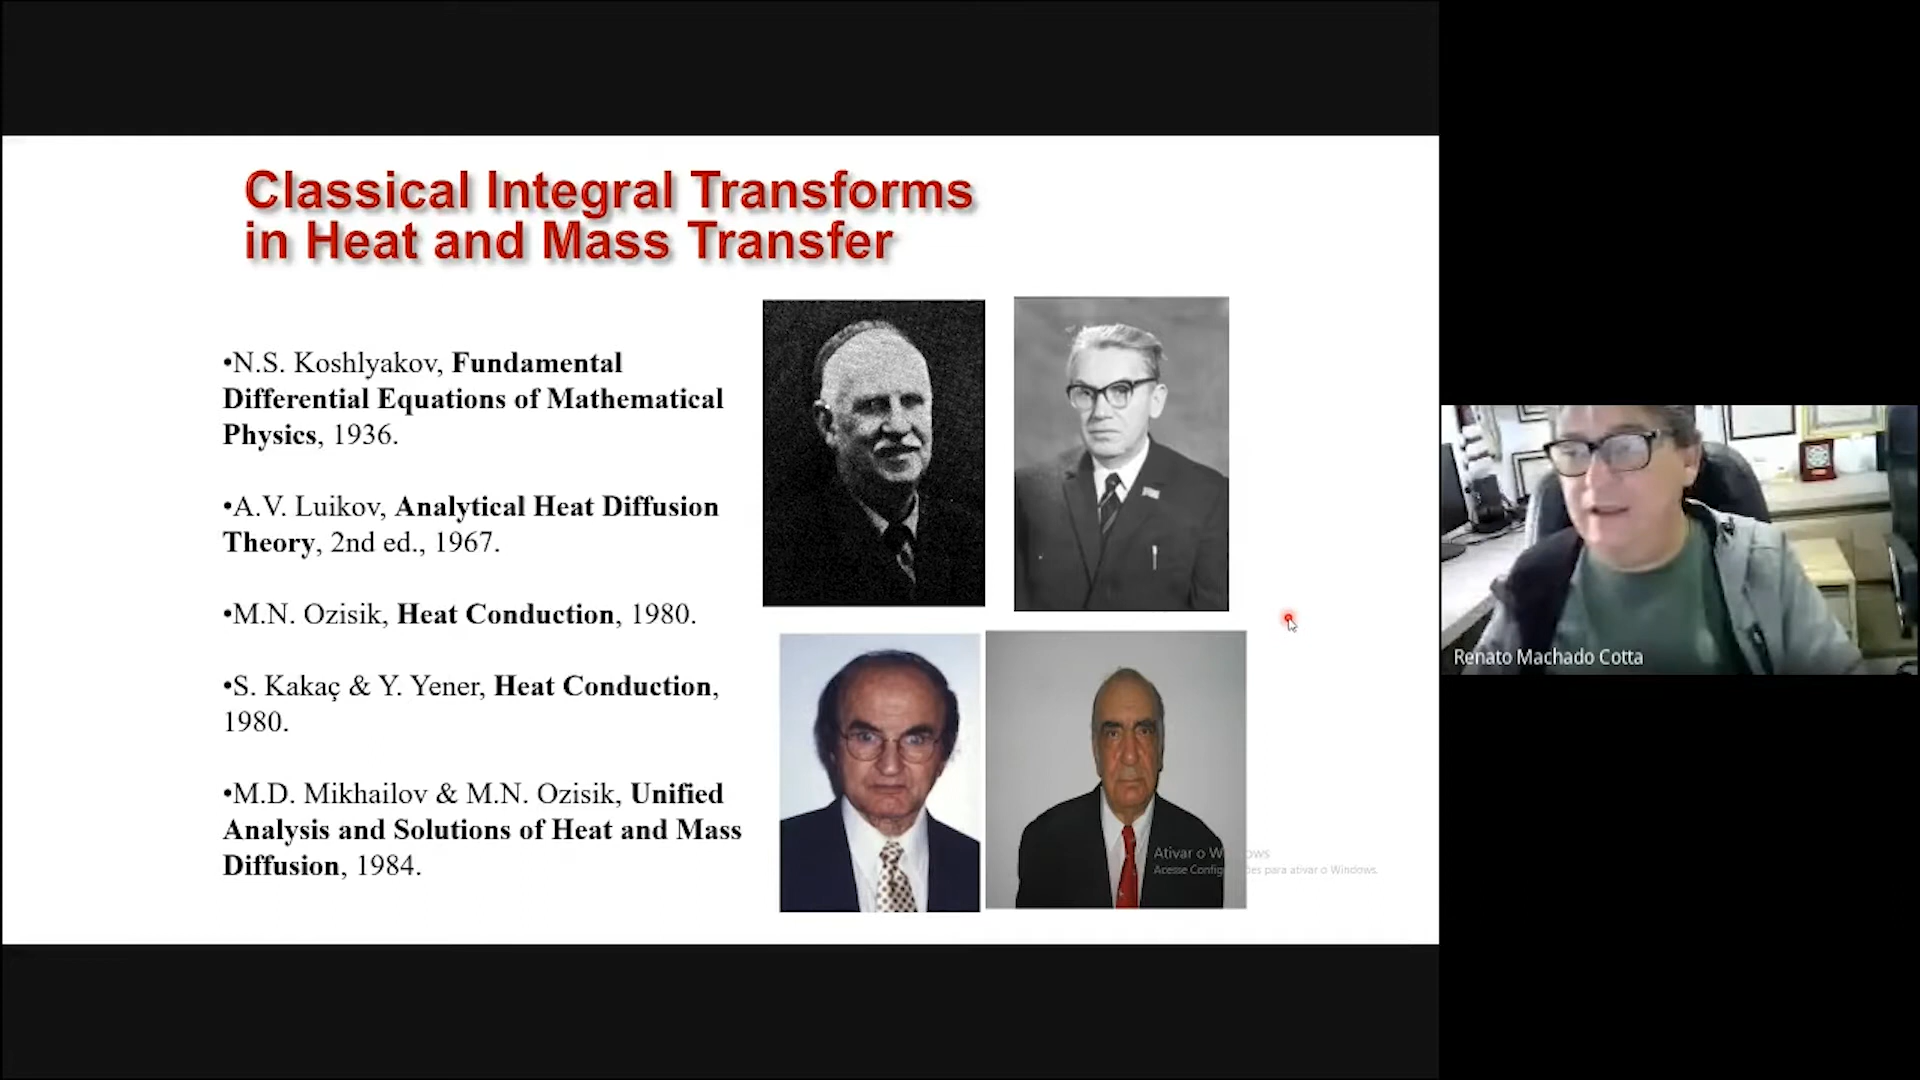 Classical Integral Transforms
in Heat and Mass Transfer
•N.S. Koshlyakov, Fundamental
Differential Equations of Mathematical
Physics, 1936.
•A.V. Luikov, Analytical Heat Diffusion
Theory, 2nd ed., 1967.
•M.N. Ozisik, Heat Conduction, 1980.
•S. Kakaç & Y. Yener, Heat Conduction,
1980.
•M.D. Mikhailov & M.N. Ozisik, Unified
Analysis and Solutions of Heat and Mass
Diffusion, 1984.
Ativar o Windows
Acesse Configurações para ativar o Windows.
Renato Machado Cotta